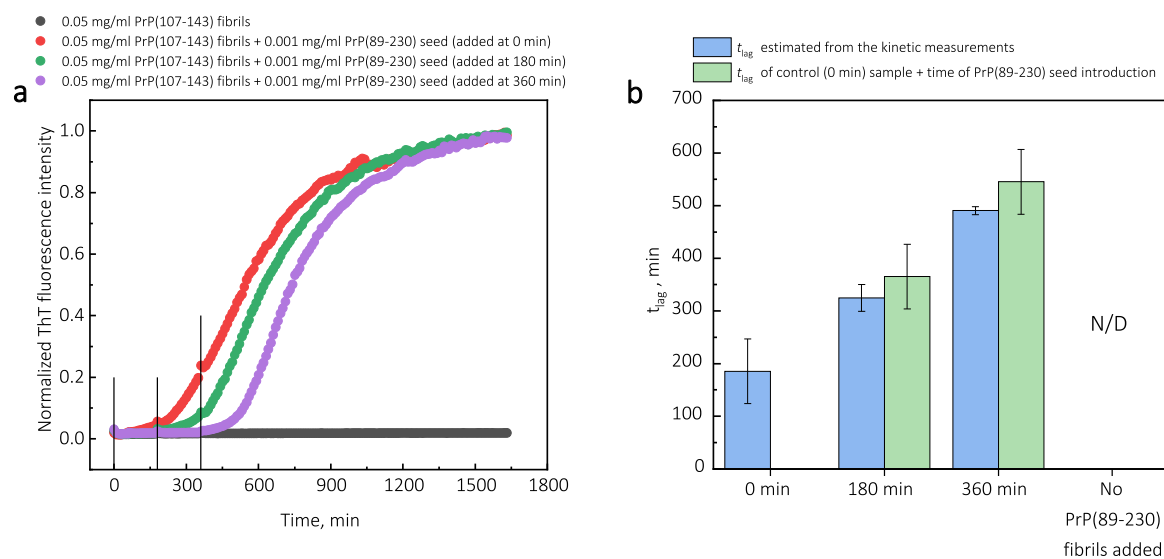 0.05 mg/ml PrP(107-143) fibrils
0.05 mg/ml PrP(107-143) fibrils + 0.001 mg/ml PrP(89-230) seed (added at 0 min)
0.05 mg/ml PrP(107-143) fibrils + 0.001 mg/ml PrP(89-230) seed (added at 180 min)
0.05 mg/ml PrP(107-143) fibrils + 0.001 mg/ml PrP(89-230) seed (added at 360 min)
a
Normalized ThT fluorescence intensity
1.0
0.8
0.6
0.4
0.2
0.0
0 300 600 900 1200 1500 1800
Time, min
tlag estimated from the kinetic measurements
tlag of control (0 min) sample + time of PrP(89-230) seed introduction
b
tlag , min
700
600
500
400
300
200
100
0
N/D
0 min 180 min 360 min No
PrP(89-230)
fibrils added